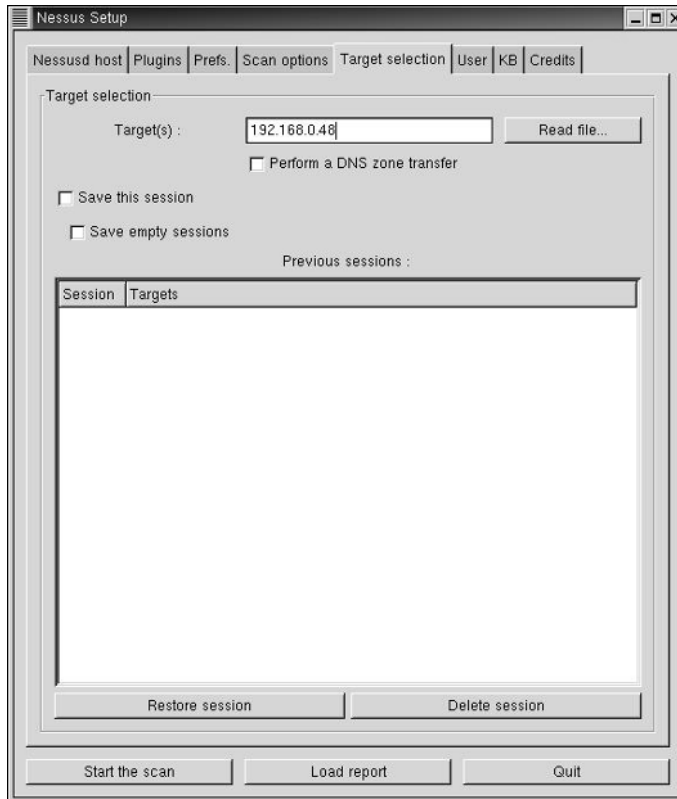 Nessus Setup
Nessusd host Plugins Prefs. Scan options Target selection User KB Credits
Target selection
Target(s) : 192.168.0.48 Read file...
Perform a DNS zone transfer
Save this session
Save empty sessions
Previous sessions :
Session Targets
Restore session Delete session
Start the scan Load report Quit